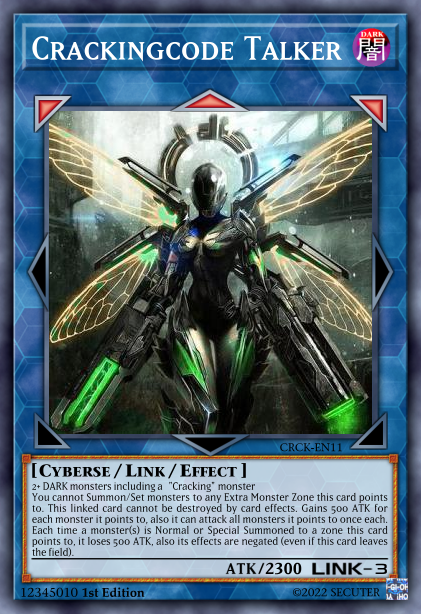 CRACKINGCODE TALKER
DARK
闇
CRCK-EN11
[CYBERSE / LINK / EFFECT ]
2+ DARK monsters including a "Cracking" monster
You cannot Summon/Set monsters to any Extra Monster Zone this card points
to. This linked card cannot be destroyed by card effects. Gains 500 ATK for
each monster it points to, also it can attack all monsters it points to once each.
Each time a monster(s) is Normal or Special Summoned to a zone this card
points to, it loses 500 ATK, also its effects are negated (even if this card leaves
the field).
ATK/2300 LINK-3
12345010 1st Edition
©2022 SECUTER